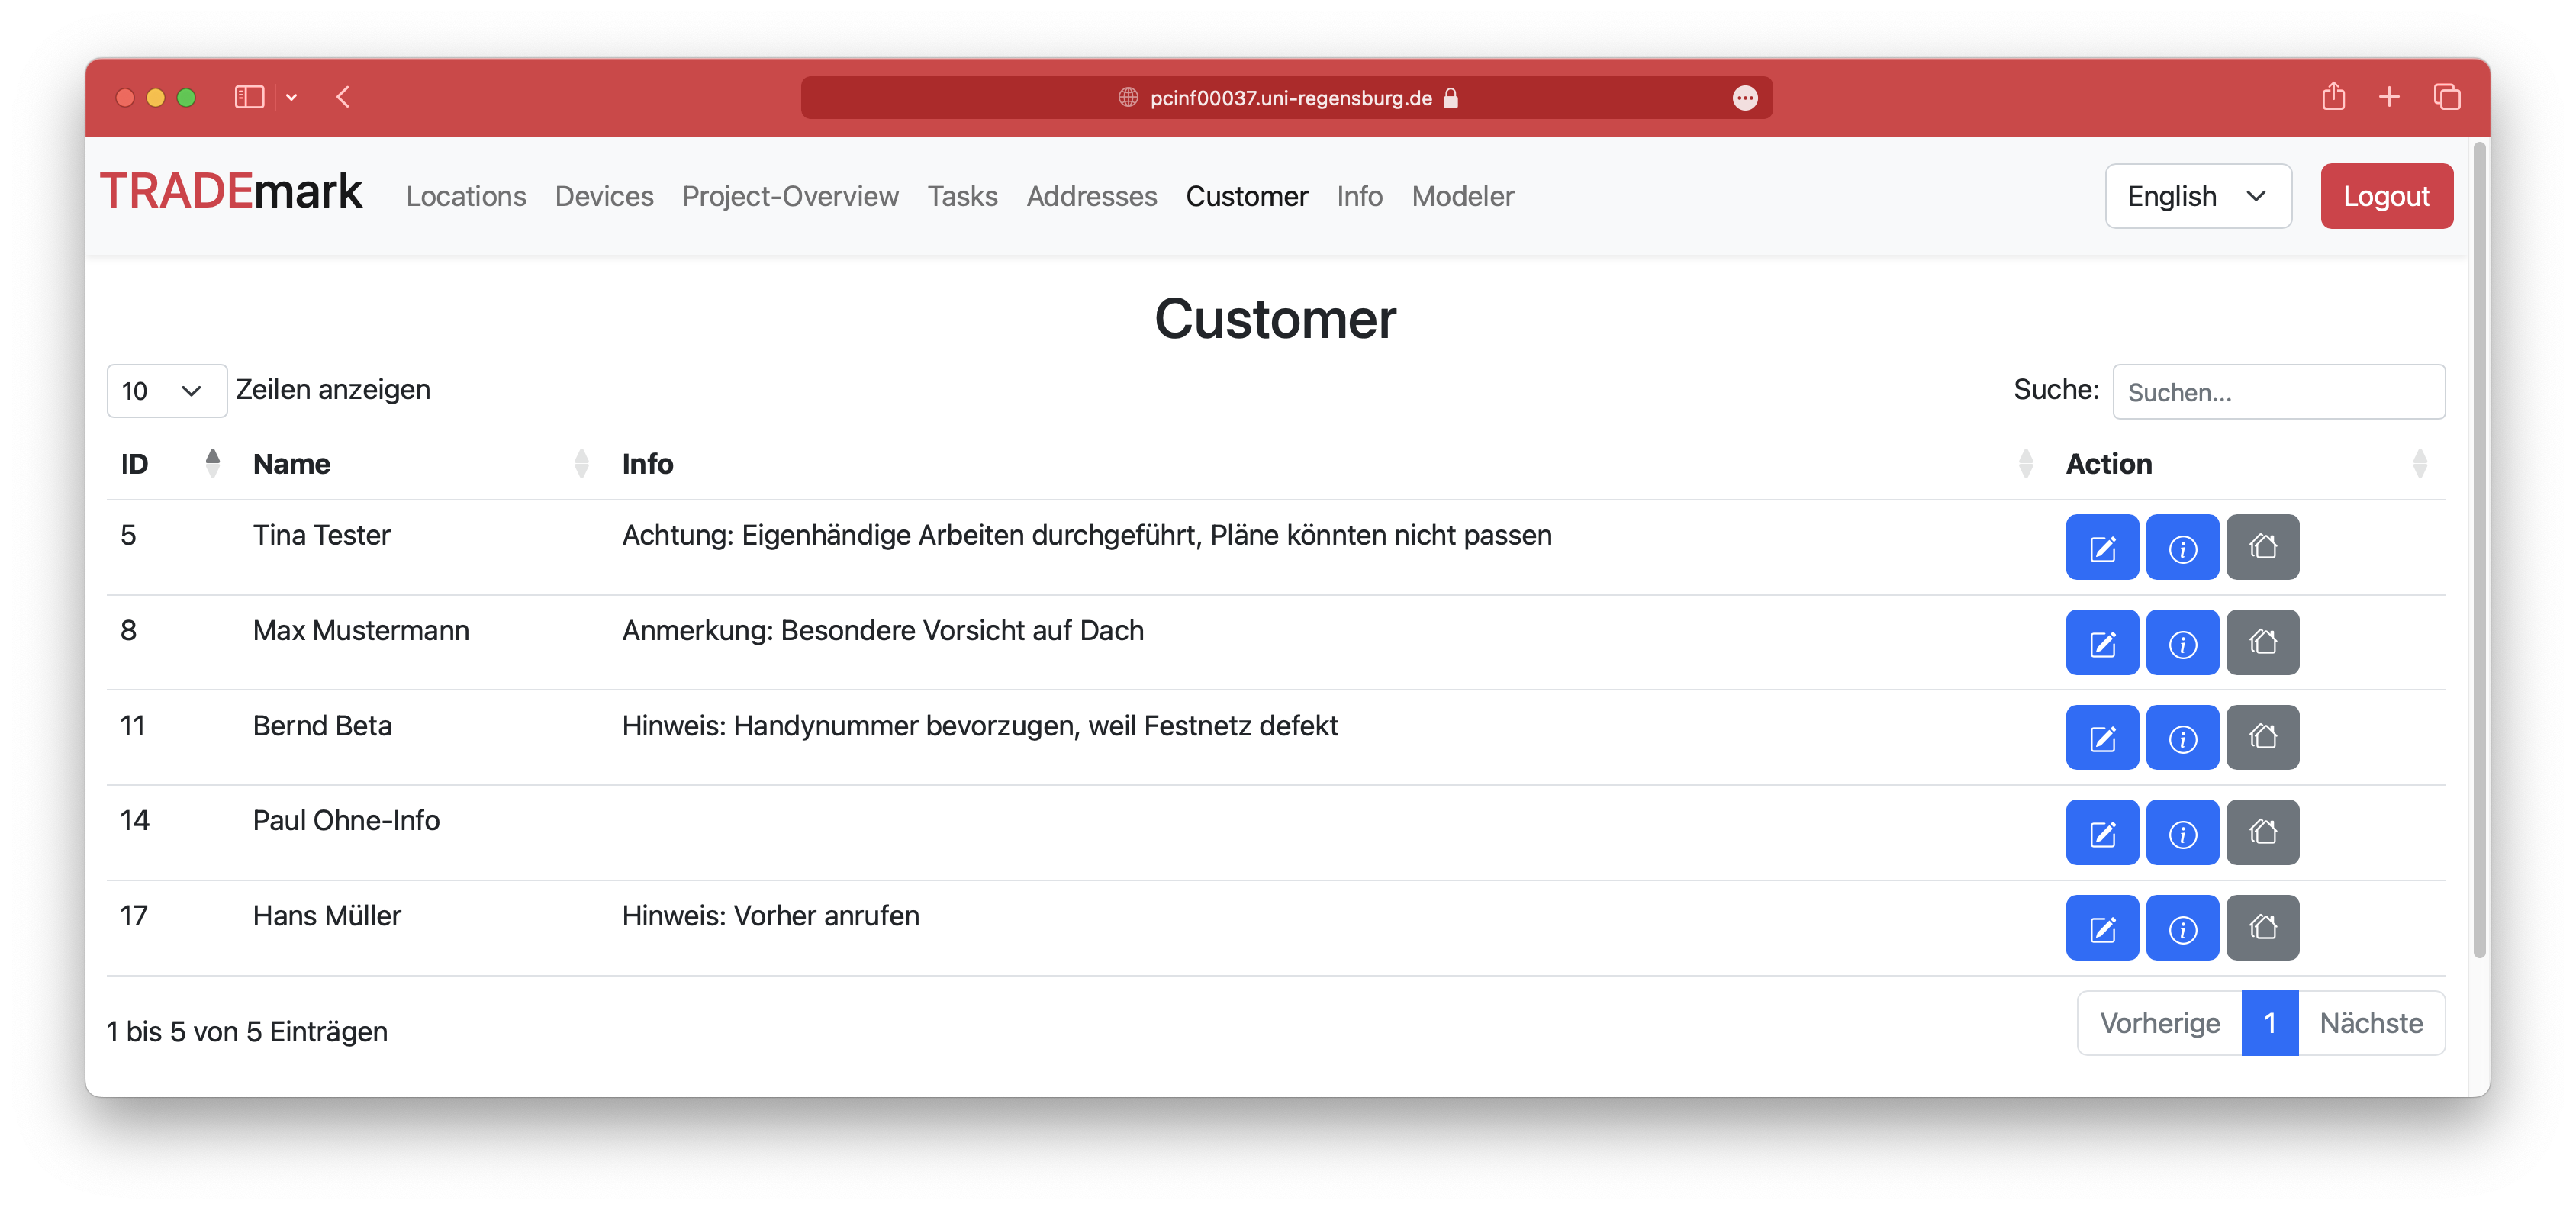 pcinf00037.uni-regensburg.de
TRADEmark Locations Devices Project-Overview Tasks Addresses Customer Info Modeler English Logout
Customer
10 Zeilen anzeigen Suche: Suchen...
ID Name Info Action
5 Tina Tester Achtung: Eigenhändige Arbeiten durchgeführt, Pläne könnten nicht passen
8 Max Mustermann Anmerkung: Besondere Vorsicht auf Dach
11 Bernd Beta Hinweis: Handynummer bevorzugen, weil Festnetz defekt
14 Paul Ohne-Info
17 Hans Müller Hinweis: Vorher anrufen
1 bis 5 von 5 Einträgen Vorherige 1 Nächste